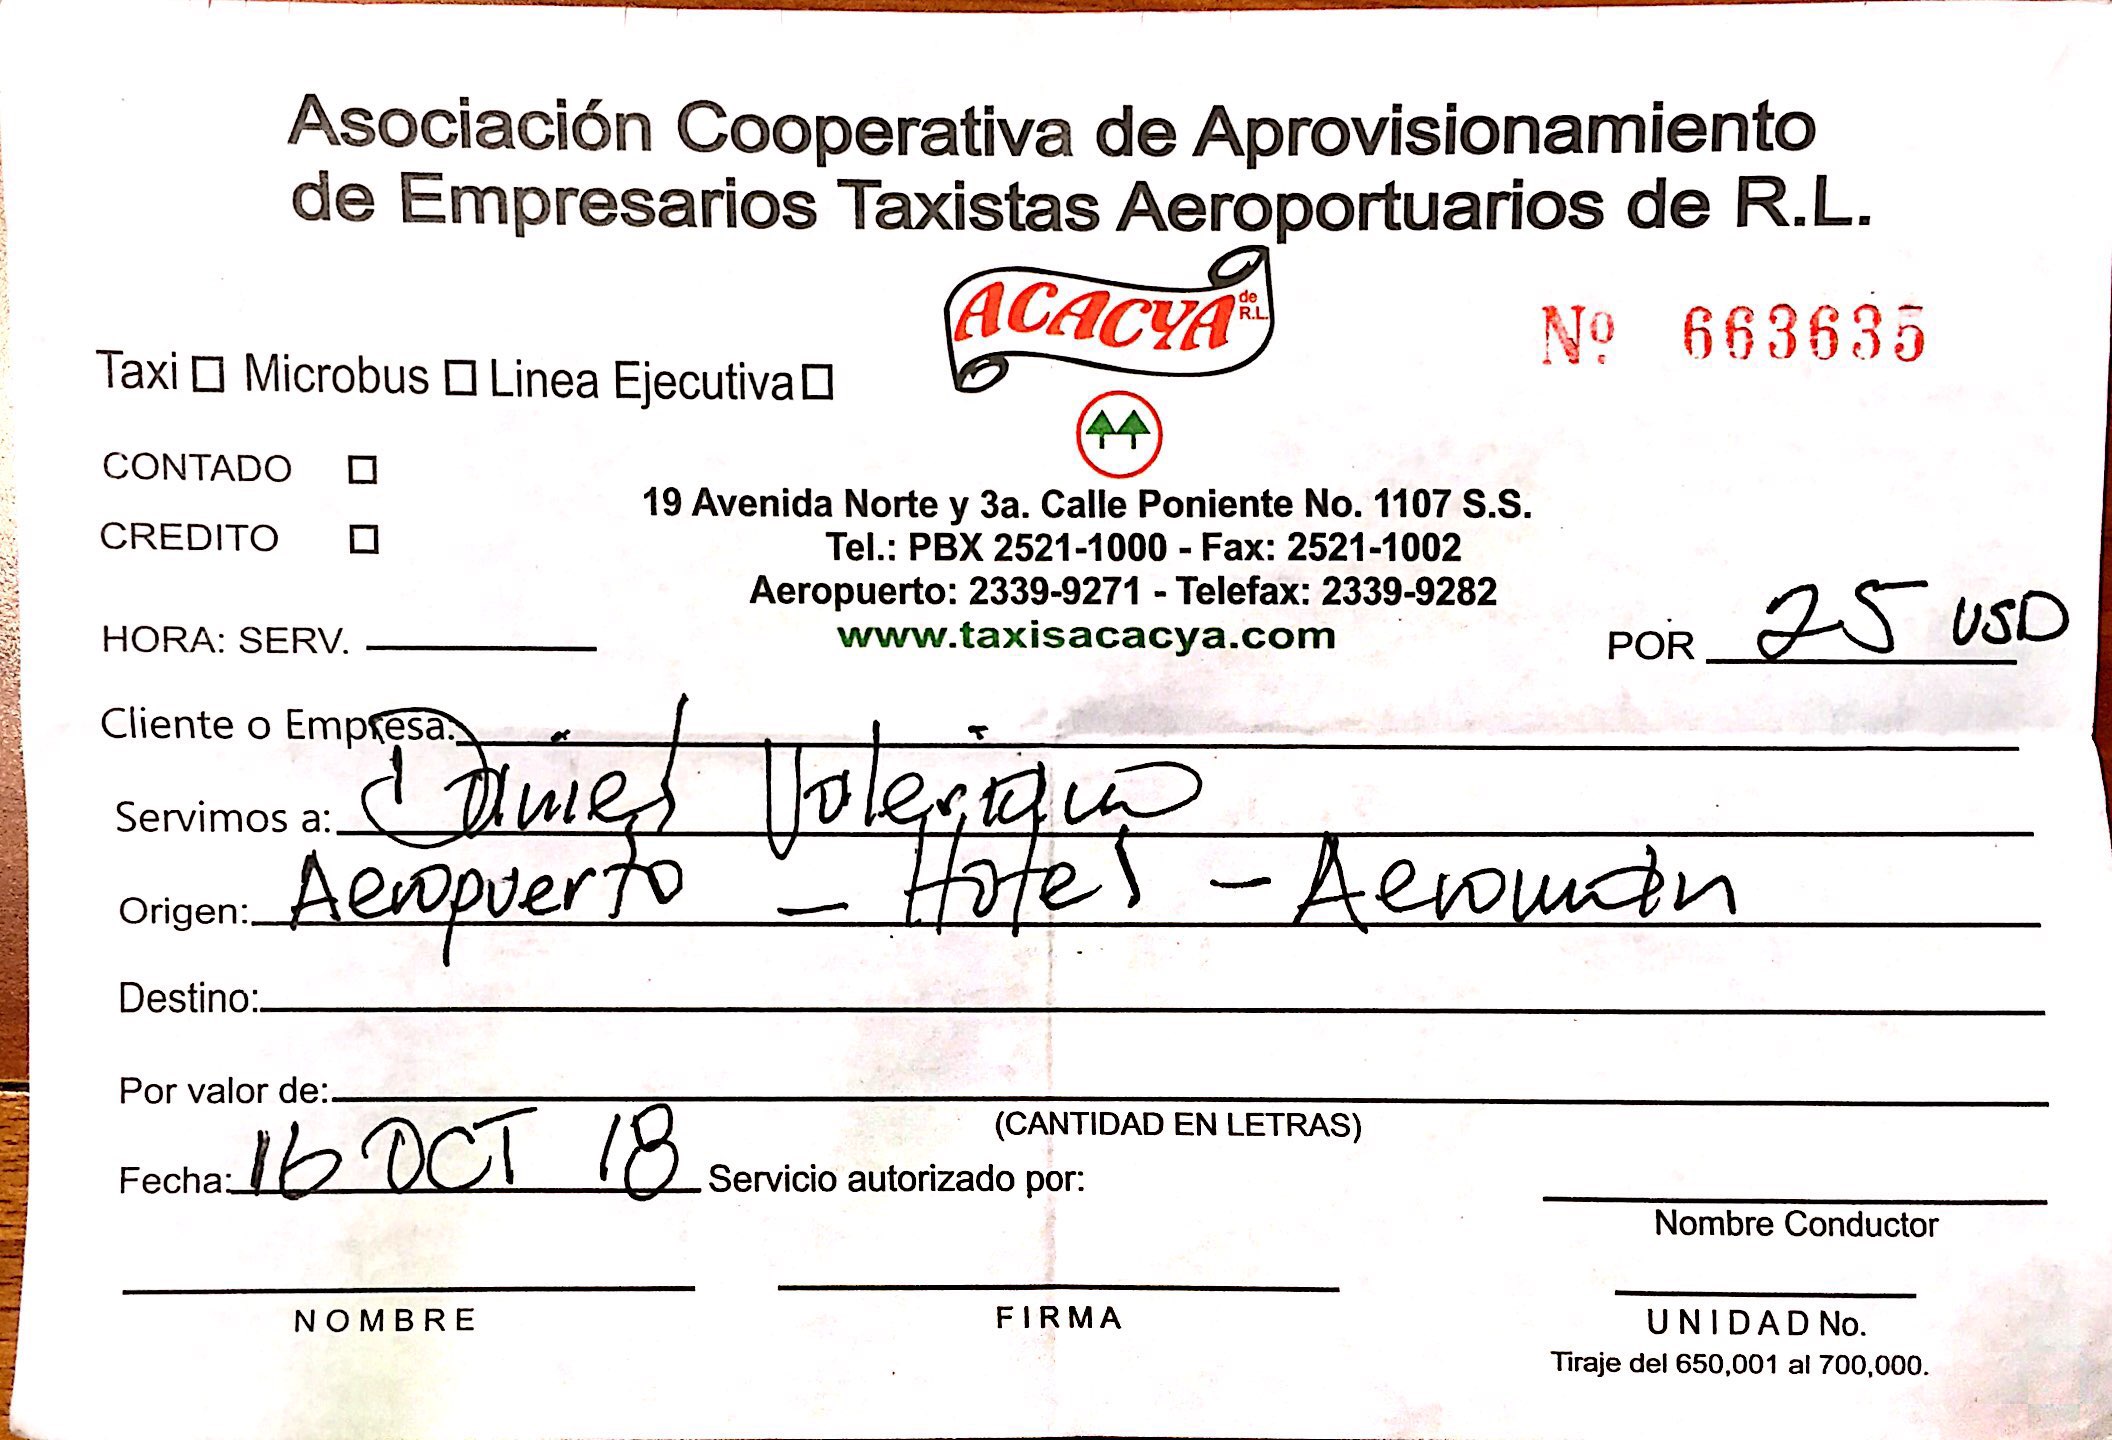 Asociación Cooperativa de Aprovisionamiento
de Empresarios Taxistas Aeroportuarios de R.L.
ACACYA de R.L.
Nº 663635
Taxi Microbus Linea Ejecutiva
CONTADO
CREDITO
19 Avenida Norte y 3a. Calle Poniente No. 1107 S.S.
Tel.: PBX 2521-1000 - Fax: 2521-1002
Aeropuerto: 2339-9271 - Telefax: 2339-9282
www.taxisacacya.com
HORA: SERV.
POR 25 USD
Cliente o Empresa:
Servimos a: Daniel Valeriano
Origen: Aeropuerto - Hotel - Aeroman
Destino:
Por valor de:
(CANTIDAD EN LETRAS)
Fecha: 16 OCT 18 Servicio autorizado por:
Nombre Conductor
NOMBRE FIRMA UNIDAD No.
Tiraje del 650,001 al 700,000.